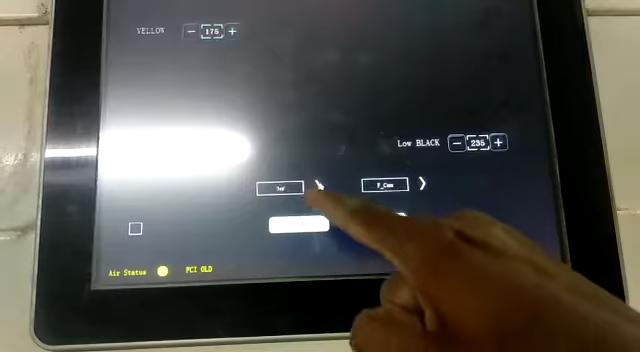 YELLOW − 175 +
Low BLACK − 235 +
F_Cam
Air Status PCI OLD